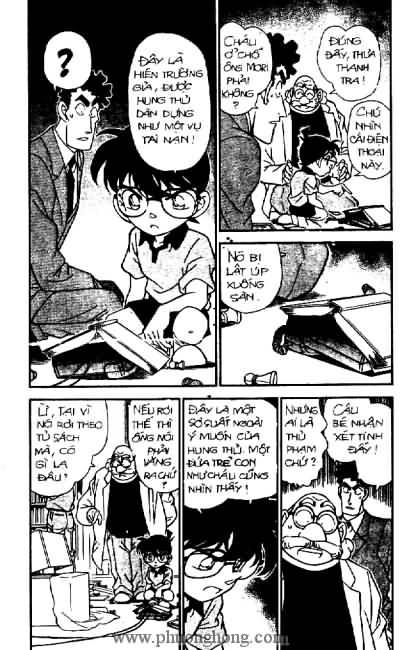 ?
ĐÂY LÀ
HIỆN TRƯỜNG
GIẢ, ĐƯỢC
HUNG THỦ
DÀN DỰNG
NHƯ MỘT VỤ
TAI NẠN!
CHÁU
Ở CHỖ
ÔNG MORI
PHẢI
KHÔNG?
ĐÚNG
ĐẤY, THƯA
THANH
TRA!
CHÚ
NHÌN
CÁI ĐIỆN
THOẠI
NÀY.
NÓ BỊ
LẬT ÚP
XUỐNG
SÀN.
Ừ, TẠI VÌ
NÓ RƠI THEO
TỦ SÁCH
MÀ, CÓ
GÌ LẠ
ĐÂU?
NẾU RƠI
THẾ THÌ
ỐNG NÓI
PHẢI
VĂNG
RA CHỨ?
ĐÂY LÀ MỘT
SƠ SUẤT NGOÀI
Ý MUỐN CỦA
HUNG THỦ. MỘT
ĐỨA TRẺ CON
NHƯ CHÁU CŨNG
NHÌN THẤY!
NHƯNG
AI LÀ
THỦ
PHẠM
CHỨ?
CẬU
BÉ NHẬN
XÉT TINH
ĐẤY!